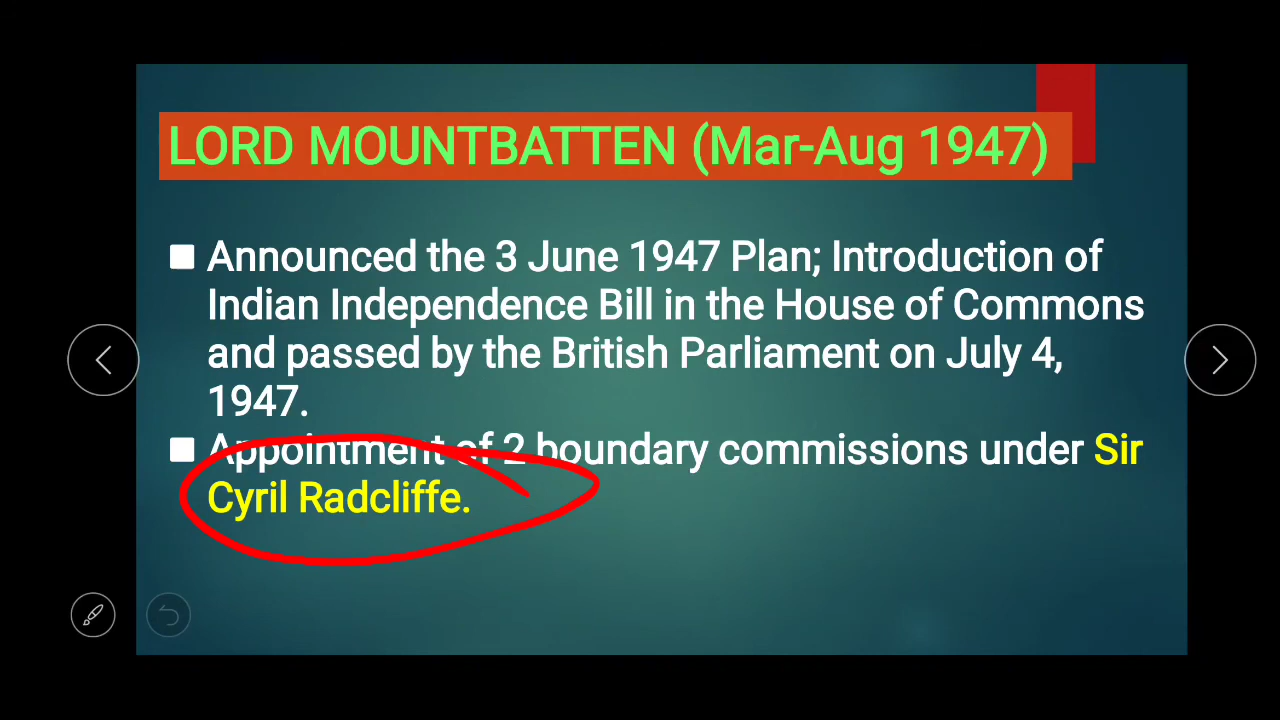 LORD MOUNTBATTEN (Mar-Aug 1947)
Announced the 3 June 1947 Plan; Introduction of
Indian Independence Bill in the House of Commons
and passed by the British Parliament on July 4,
1947.
Appointment of 2 boundary commissions under Sir
Cyril Radcliffe.